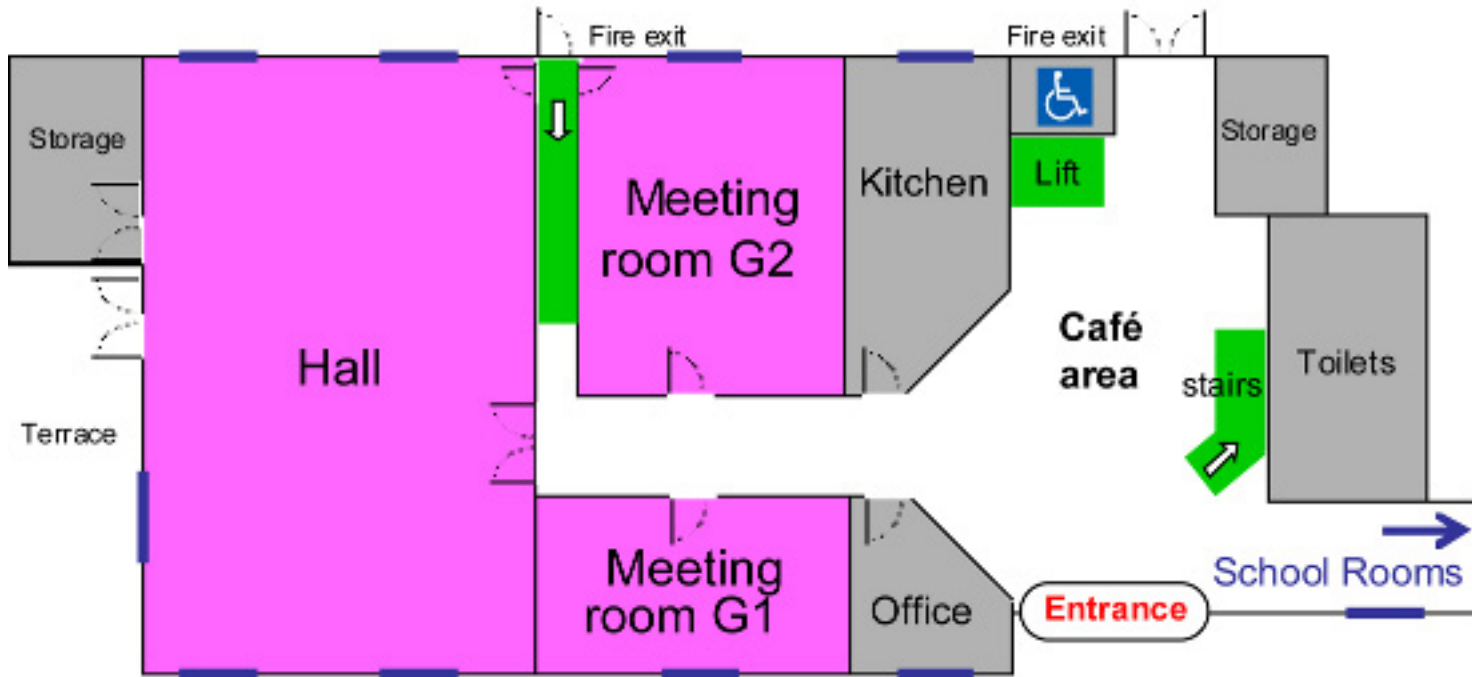 Fire exit
Fire exit
Storage
Storage
Lift
Kitchen
Meeting
room G2
Café
area
Hall
Toilets
stairs
Terrace
School Rooms
Meeting
room G1
Office
Entrance